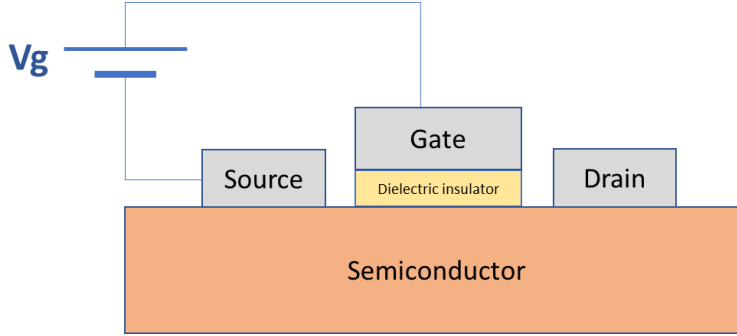 Vg
Gate
Source
Dielectric insulator
Drain
Semiconductor